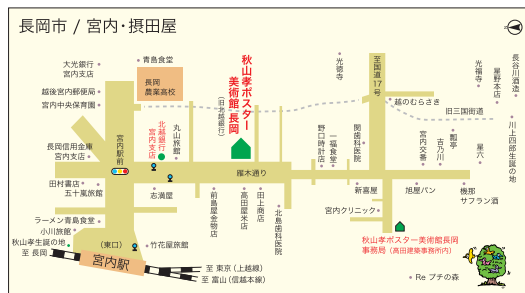 長岡市 / 宮内・摂田屋
大光銀行
宮内支店
青島食堂
越後宮内郵便局
宮内中央保育園
長岡
農業高校
秋山孝ポスター
美術館 長岡
(旧北越銀行)
北越銀行
宮内支店
丸山旅館
宮内駅前
長岡信用金庫
宮内支店
田村書店
五十嵐旅館
志満屋
ラーメン青島食堂
小川旅館
秋山孝生誕の地
至 長岡
(東口)
竹花屋旅館
宮内駅
至 東京(上越線)
至 富山(信越本線)
雁木通り
前島屋金物店
高田屋米店
田上商店
北島歯科医院
光徳寺
至国道17号
越のむらさき
旧三国街道
野口時計店
一福食堂
関歯科医院
新喜屋
宮内クリニック
宮内交番
吉乃川
瓢亭
星六
旭屋パン
機那
サフラン酒
光福寺
星野本店
長谷川酒造
川上四郎生誕の地
秋山孝ポスター美術館長岡
事務局(高田建築事務所内)
Re プチの森